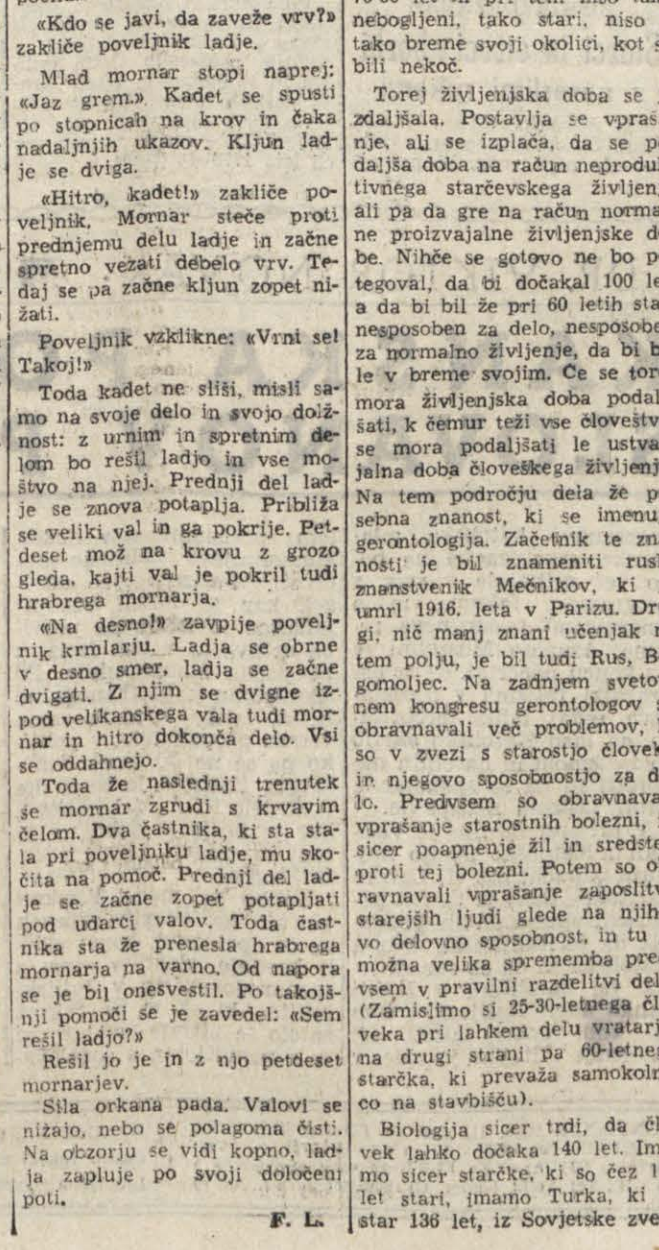 «Kdo se javi, da zaveže vrv?»
zakliče poveljnik ladje.
Mlad mornar stopi naprej:
«Jaz grem.» Kadet se spusti
po stopnicah na krov in čaka
nadaljnjih ukazov. Kljun lad-
je se dviga.
«Hitro, kadet!» zakliče po-
veljnik. Mornar steče proti
prednjemu delu ladje in začne
spretno vezati debelo vrv. Te-
daj se pa začne kljun zopet ni-
žati.
Poveljnik vzklikne: «Vrni se!
Takoj!»
Toda kadet ne sliši, misli sa-
mo na svoje delo in svojo dolž-
nost: z urnim in spretnim de-
lom bo rešil ladjo in vse mo-
štvo na njej. Prednji del lad-
je se znova potaplja. Približa
se veliki val in ga pokrije. Pet-
deset mož na krovu z grozo
gleda, kajti val je pokril tudi
hrabrega mornarja.
«Na desno!» zavpije povelj-
nik krmlarju. Ladja se obrne
v desno smer, ladja se začne
dvigati. Z njim se dvigne iz-
pod velikanskega vala tudi mor-
nar in hitro dokonča delo. Vsi
se oddahnejo.
Toda že naslednji trenutek
se mornar zgrudi s krvavim
čelom. Dva častnika, ki sta sta-
la pri poveljniku ladje, mu sko-
čita na pomoč. Prednji del lad-
je se začne zopet potapljati
pod udarci valov. Toda čast-
nika sta že prenesla hrabrega
mornarja na varno. Od napora
se je bil onesvestil. Po takojš-
nji pomoči se je zavedel: «Sem
rešil ladjo?»
Rešil jo je in z njo petdeset
mornarjev.
Sila orkana pada. Valovi se
nižajo, nebo se polagoma čisti.
Na obzorju se vidi kopno, lad-
ja zapluje po svoji določeni
poti.
F. L.
nebogljeni, tako stari, niso
tako breme svoji okolici, kot s
bili nekoč.
Torej življenjska doba se
zdaljšala. Postavlja se vpraš
nje, ali se izplača, da se p
daljša doba na račun neproduk
tivnega starčevskega življen
ali pa da gre na račun norma
ne proizvajalne življenjske d
be. Nihče se gotovo ne bo p
tegoval, da bi dočakal 100 le
a da bi bil že pri 60 letih sta
nesposoben za delo, nesposobe
za normalno življenje, da bi b
le v breme svojim. Če se tor
mora življenjska doba podal
šati, k čemur teži vse človeštv
se mora podaljšati le ustva
jalna doba človeškega življenj
Na tem področju dela že p
sebna znanost, ki se imenu
gerontologija. Začetnik te zn
nosti je bil znameniti rus
znanstvenik Mečnikov, ki
umrl 1916. leta v Parizu. Dr
gi, nič manj znani učenjak n
tem polju, je bil tudi Rus, B
gomoljec. Na zadnjem sveto
nem kongresu gerontologov s
obravnavali več problemov,
so v zvezi s starostjo človek
in njegovo sposobnostjo za d
lo. Predvsem so obravnava
vprašanje starostnih bolezni,
sicer poapnenje žil in sredste
proti tej bolezni. Potem so o
ravnavali vprašanje zaposlitv
starejših ljudi glede na njih
vo delovno sposobnost, in tu
možna velika sprememba pre
vsem v pravilni razdelitvi del
(Zamislimo si 25-30-letnega čl
veka pri lahkem delu vratarj
na drugi strani pa 60-letne
starčka, ki prevaža samokoln
co na stavbišču).
Biologija sicer trdi, da čl
vek lahko dočaka 140 let. Im
mo sicer starčke, ki so čez 1
let stari, imamo Turka, ki
star 136 let, iz Sovjetske zve